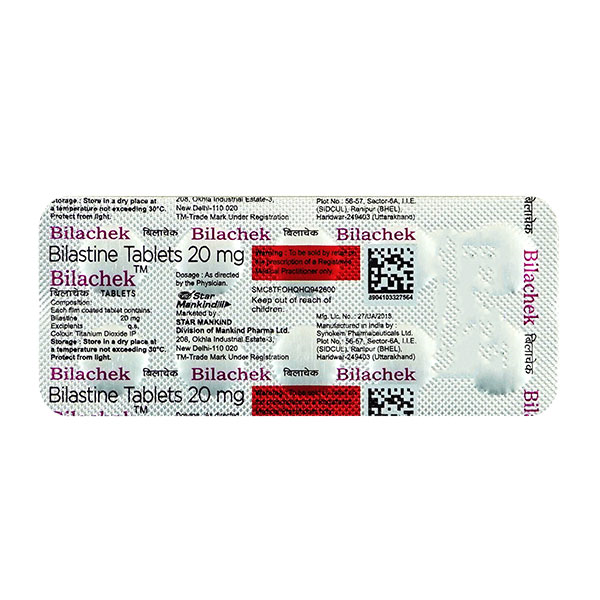 Storage : Store in a dry place at
a temperature not exceeding 30°C.
Protect from light.
208, Okhla Industrial Estate-3,
New Delhi-110 020
TM-Trade Mark Under Registration
Plot No.: 56-57, Sector-6A, I.I.E.
(SIDCUL), Ranipur (BHEL),
Haridwar-249403 (Uttarakhand)
Bilachek बिलाचेक Bilachek बिलाचेक Bilachek
Bilastine Tablets 20 mg
Bilachek™
बिलाचेक TABLETS
Composition:
Each film coated tablet contains:
Bilastine 20 mg
Excipients q.s.
Colour: Titanium Dioxide IP
Storage : Store in a dry place at
a temperature not exceeding 30°C.
Protect from light.
Dosage : As directed
by the Physician.
Star
Mankind
Marketed by
STAR MANKIND
Division of Mankind Pharma Ltd.
208, Okhla Industrial Estate-3,
New Delhi-110 020
TM-Trade Mark Under Registration
Warning : To be sold by retail on
the prescription of a Registered
Medical Practitioner only.
SMC8TFOHQHQ942600
Keep out of reach of
children.
8904103327564
Mfg. Lic. No.: 27/UA/2018
Manufactured in India by
Synokem Pharmaceuticals Ltd.
Plot No.: 56-57, Sector-6A, I.I.E.
(SIDCUL), Ranipur (BHEL),
Haridwar-249403 (Uttarakhand)
Bilachek बिलाचेक Bilachek बिलाचेक Bilachek
Bilastine Tablets 20 mg
Bilachek™
Dosage : As directed
बिलाचेक
Bilachek
बिलाचेक
Bilachek